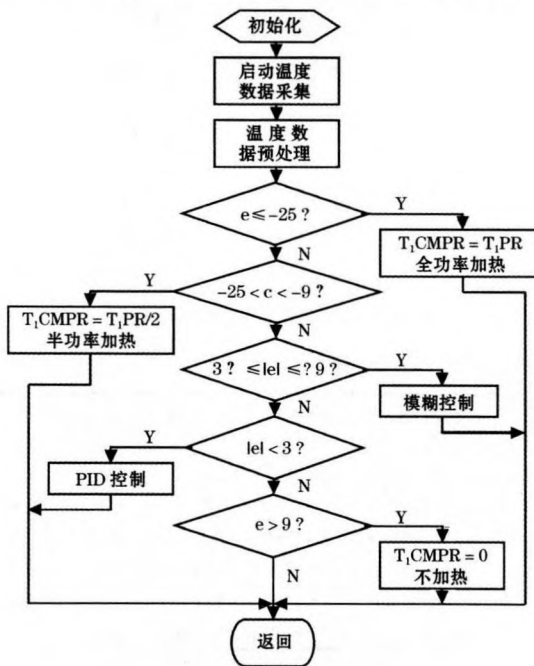 初始化
启动温度
数据采集
温 度 数
据预处理
e≤-25?
Y
N
T₁CMPR=T₁PR
全功率加热
-25<c<-9?
Y
N
T₁CMPR=T₁PR/2
半功率加热
3? ≤|e|≤?9?
Y
N
模糊控制
|e|<3?
Y
N
PID 控制
e>9?
Y
N
T₁CMPR=0
不加热
返回